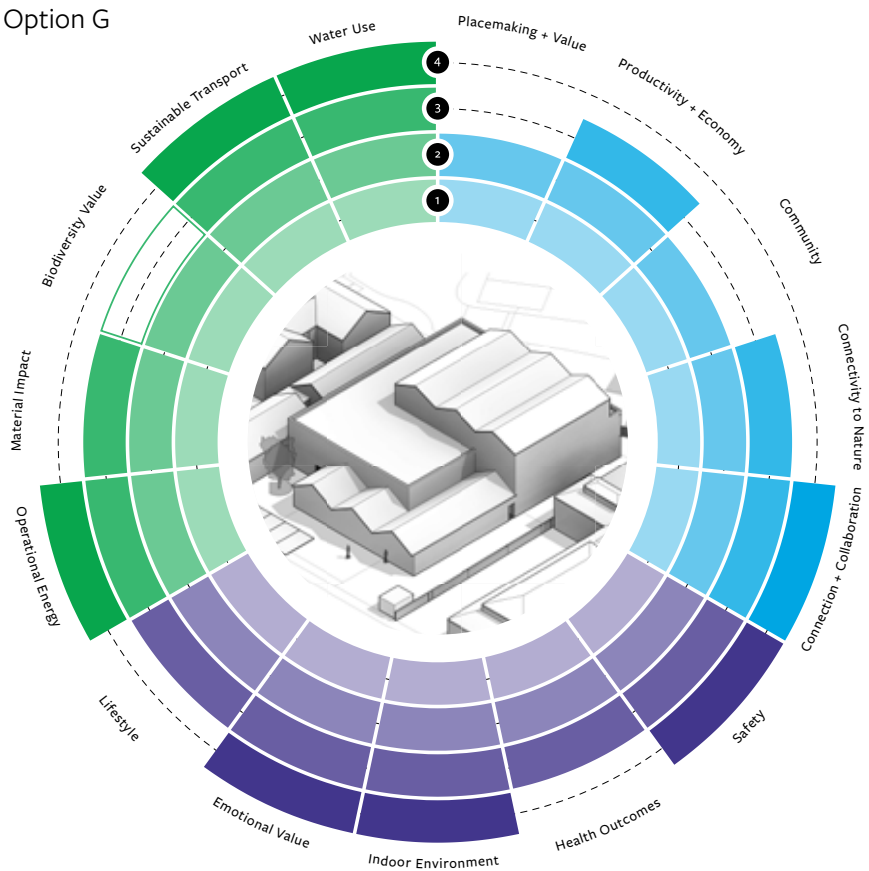 Option G
Placemaking + Value
Productivity + Economy
Community
Connectivity to Nature
Connection + Collaboration
Safety
Health Outcomes
Indoor Environment
Emotional Value
Lifestyle
Operational Energy
Material Impact
Biodiversity Value
Sustainable Transport
Water Use
4
3
2
1